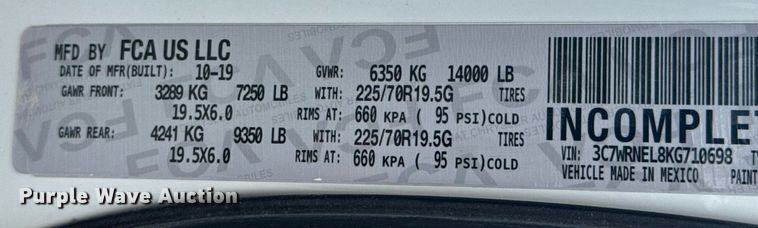 MFD BY FCA US LLC
DATE OF MFR(BUILT): 10-19 GVWR: 6350 KG 14000 LB
GAWR FRONT: 3289 KG 7250 LB WITH: 225/70R19.5G TIRES
19.5X6.0 RIMS AT: 660 KPA ( 95 PSI)COLD
GAWR REAR: 4241 KG 9350 LB WITH: 225/70R19.5G TIRES
19.5X6.0 RIMS AT: 660 KPA ( 95 PSI)COLD
INCOMPLE
VIN: 3C7WRNEL8KG710698 TY
VEHICLE MADE IN MEXICO PAINT
Purple Wave Auction